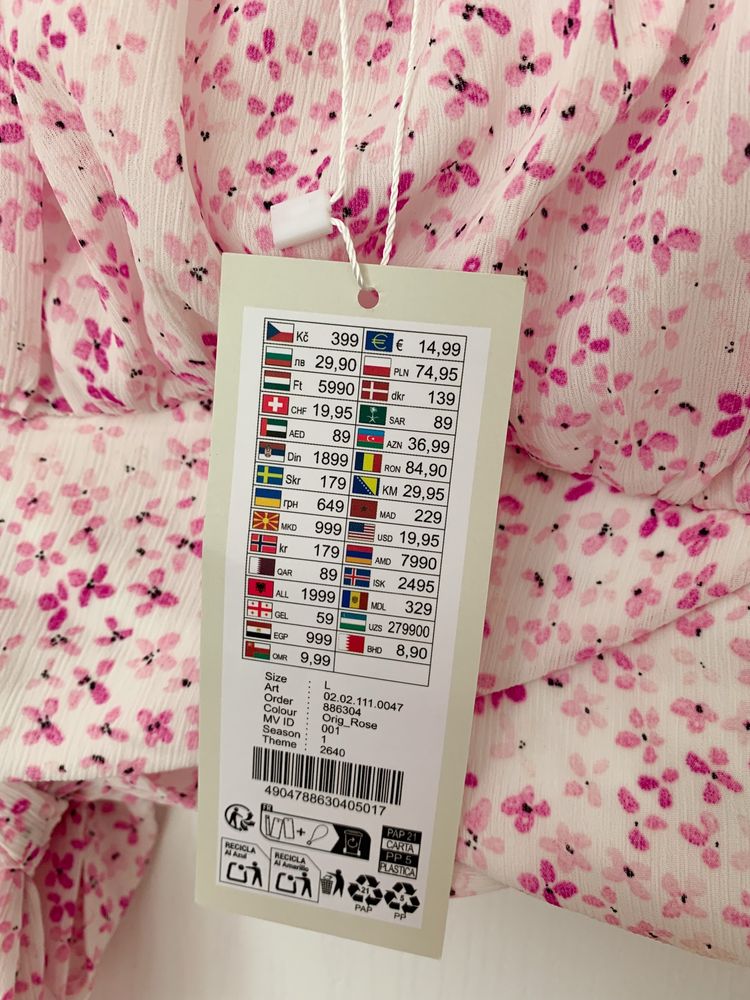 Kč 399 € 14,99
лв 29,90 PLN 74,95
Ft 5990 dkr 139
CHF 19,95 SAR 89
AED 89 AZN 36,99
Din 1899 RON 84,90
Skr 179 KM 29,95
грн 649 MAD 229
MKD 999 USD 19,95
kr 179 AMD 7990
QAR 89 ISK 2495
ALL 1999 MDL 329
GEL 59 UZS 279900
EGP 999 BHD 8,90
OMR 9,99
Size : L
Art : 02.02.111.0047
Order : 886304
Colour : Orig_Rose
MV ID : 001
Season : 1
Theme : 2640
4904788630405017
FR
+
RECICLA
Al Azul
RECICLA
Al Amarillo
PAP 21
CARTA
PP 5
PLASTICA
21
PAP
5
PP